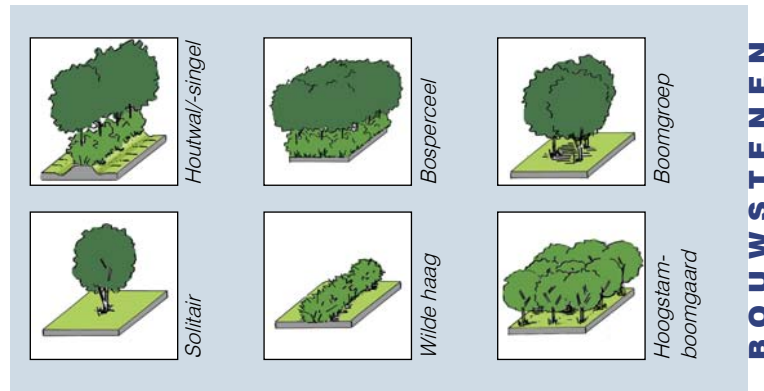 BOUWSTENEN
Solitair
Houtwal/-singel
Wilde haag
Bosperceel
Hoogstam-
boomgaard
Boomgroep